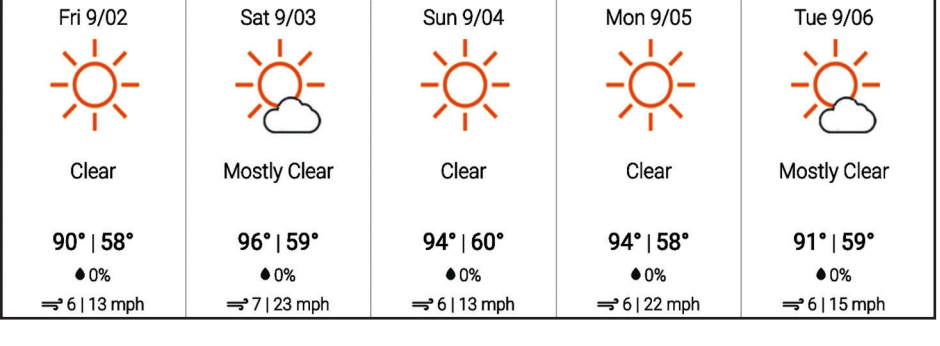 Fri 9/02
Clear
90° | 58°
0%
6 | 13 mph
Sat 9/03
Mostly Clear
96° | 59°
0%
7 | 23 mph
Sun 9/04
Clear
94° | 60°
0%
6 | 13 mph
Mon 9/05
Clear
94° | 58°
0%
6 | 22 mph
Tue 9/06
Mostly Clear
91° | 59°
0%
6 | 15 mph